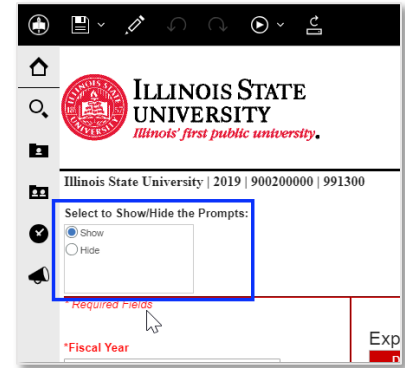 ILLINOIS STATE
UNIVERSITY
Illinois' first public university.
Illinois State University | 2019 | 900200000 | 991300
Select to Show/Hide the Prompts:
Show
Hide
* Required Fields
*Fiscal Year
Exp